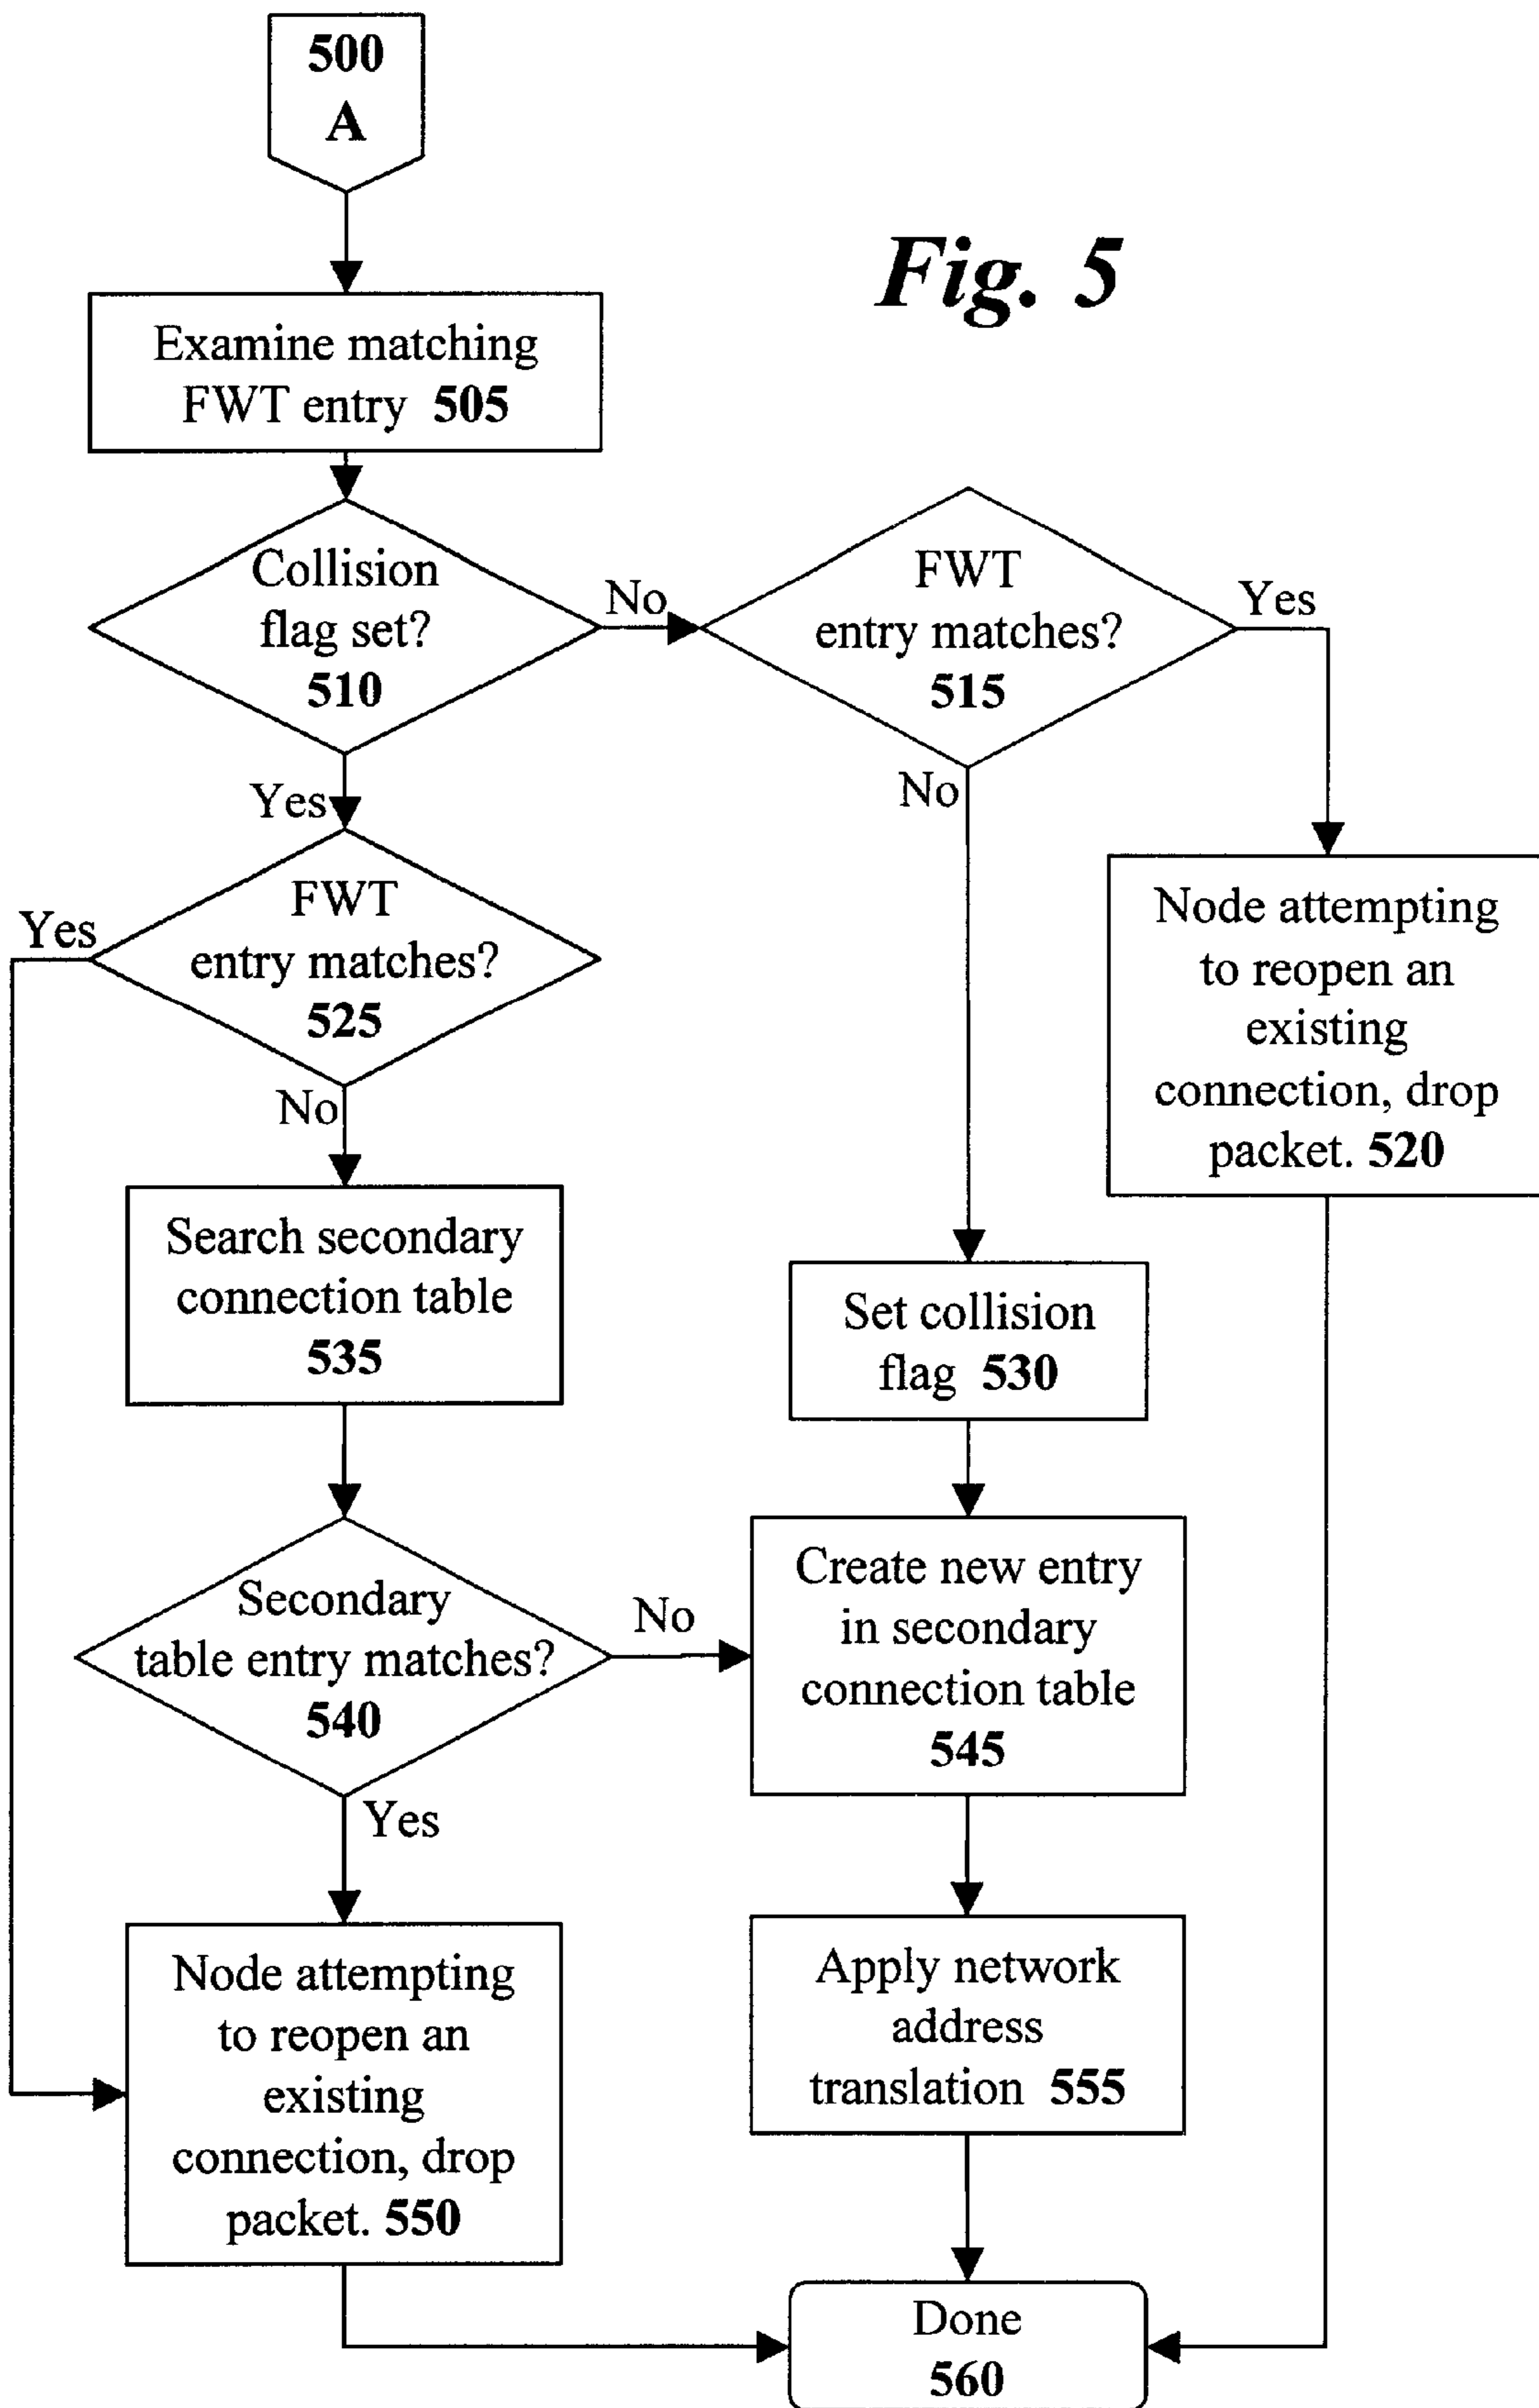 500
A
Fig. 5
Examine matching
FWT entry 505
Collision
flag set?
510
No
FWT
entry matches?
515
Yes
Yes
No
FWT
entry matches?
525
Yes
No
Node attempting
to reopen an
existing
connection, drop
packet. 520
Search secondary
connection table
535
Set collision
flag 530
Secondary
table entry matches?
540
No
Yes
Create new entry
in secondary
connection table
545
Node attempting
to reopen an
existing
connection, drop
packet. 550
Apply network
address
translation 555
Done
560